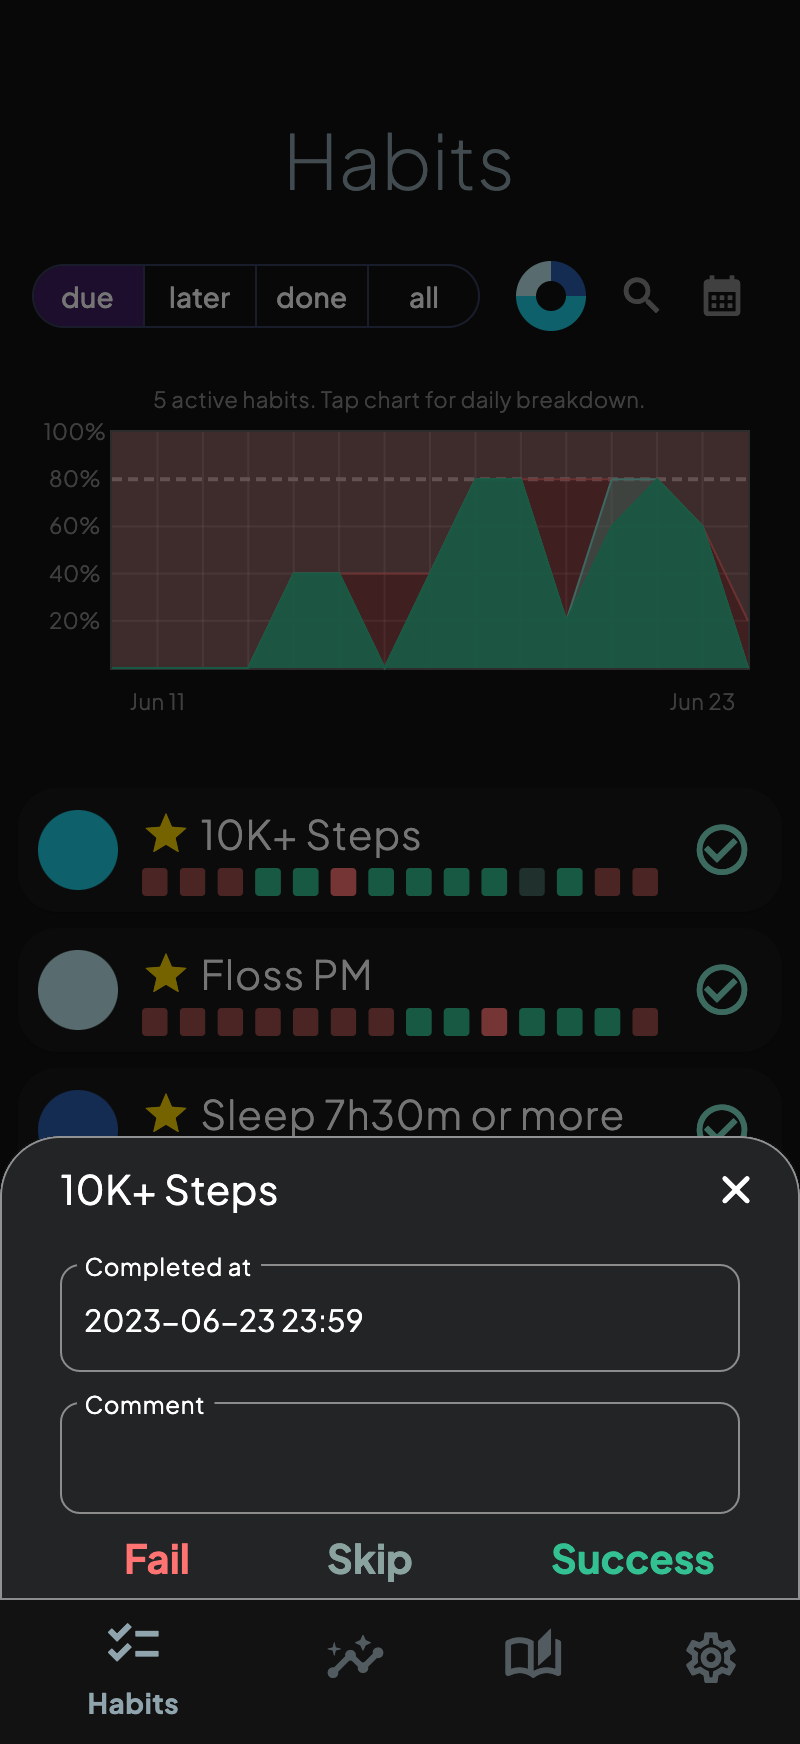 Habits
due later done all
5 active habits. Tap chart for daily breakdown.
100%
80%
60%
40%
20%
Jun 11 Jun 23
10K+ Steps
Floss PM
Sleep 7h30m or more
10K+ Steps
Completed at
2023-06-23 23:59
Comment
Fail Skip Success
Habits